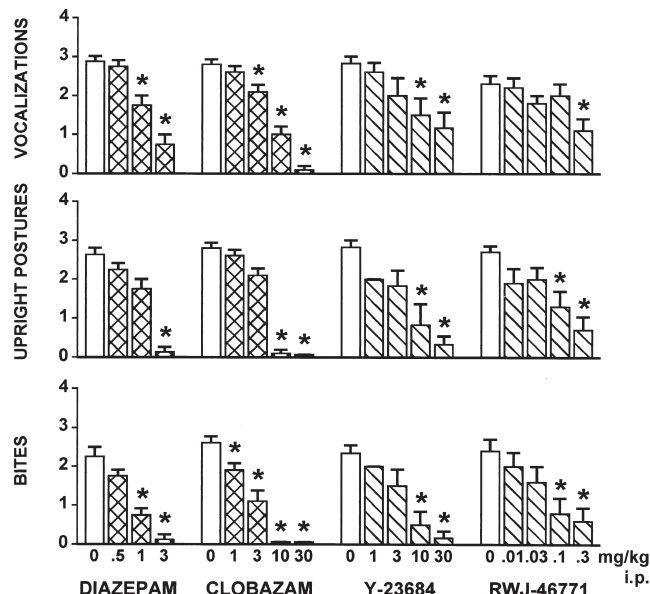 VOCALIZATIONS
4
3
2
1
0
* * * * * * * *
UPRIGHT POSTURES
4
3
2
1
0
* * * * * * *
BITES
4
3
2
1
0
* * * * * * * * * *
0 .5 1 3 0 1 3 10 30 0 1 3 10 30 0 .01 .03 .1 .3 mg/kg
i.p.
DIAZEPAM CLOBAZAM Y-23684 RWJ-46771